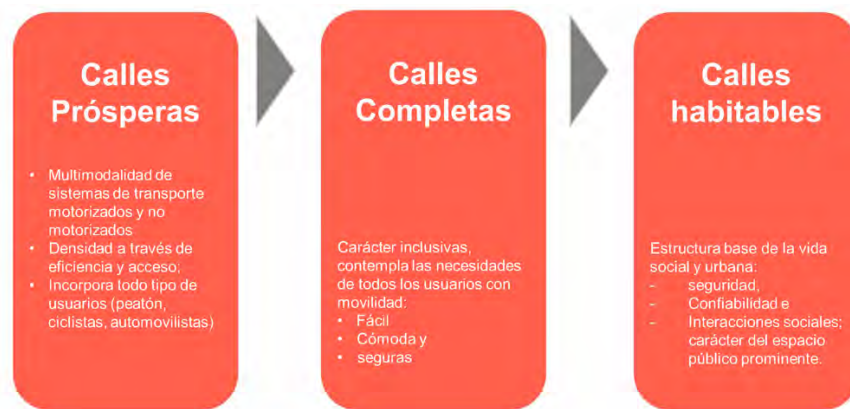 Calles
Prósperas
• Multimodalidad de
sistemas de transporte
motorizados y no
motorizados
• Densidad a través de
eficiencia y acceso;
• Incorpora todo tipo de
usuarios (peatón,
ciclistas, automovilistas)
Calles
Completas
Carácter inclusivas,
contempla las necesidades
de todos los usuarios con
movilidad:
• Fácil
• Cómoda y
• seguras
Calles
habitables
Estructura base de la vida
social y urbana:
- seguridad,
- Confiabilidad e
- Interacciones sociales;
carácter del espacio
público prominente.